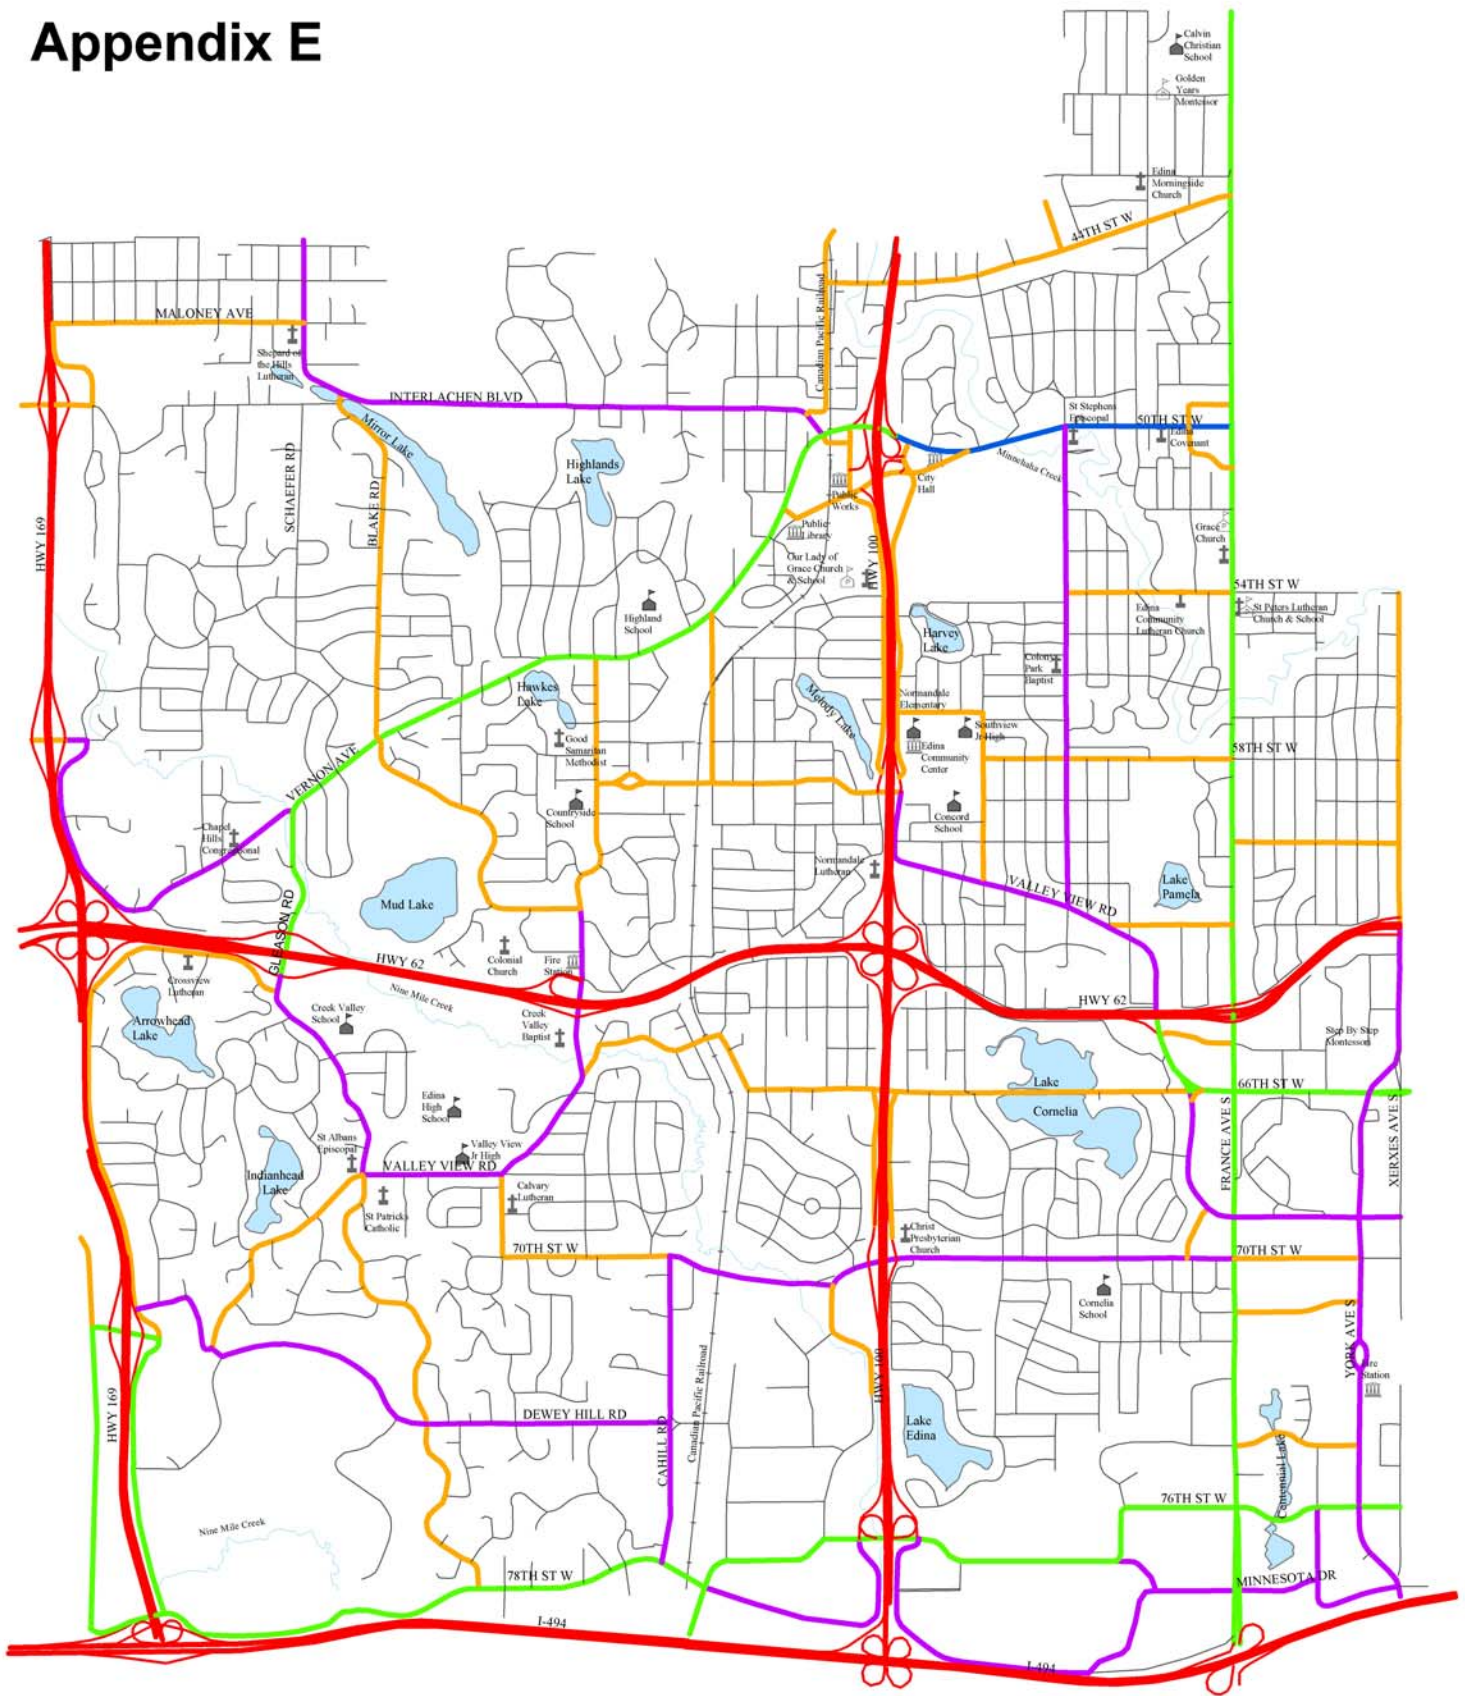 Appendix E
Calvin
Christian
School
Golden
Years
Montessor
Edina
Morningside
Church
44TH ST W
MALONEY AVE
Shepard of
the Hills
Lutheran
Canadian Pacific Railroad
INTERLACHEN BLVD
Mirror Lake
St Stephens
Episcopal
50TH ST W
Edina
Covenant
Minnehaha Creek
SCHAEFER RD
BLAKE RD
Highlands
Lake
City
Hall
Public
Works
Public
Library
Grace
Church
HWY 169
HWY 100
Our Lady of
Grace Church
& School
54TH ST W
Highland
School
Edina
Community
Lutheran Church
St Peters Lutheran
Church & School
Harvey
Lake
Colony
Park
Baptist
Hawkes
Lake
Melody Lake
Normandale
Elementary
Southview
Jr High
Good
Samaritan
Methodist
Edina
Community
Center
58TH ST W
VERNON AVE
Countryside
School
Concord
School
Chapel
Hills
Congregational
Normandale
Lutheran
VALLEY VIEW RD
Lake
Pamela
Mud Lake
GLEASON RD
HWY 62
Colonial
Church
Fire
Station
Crossview
Lutheran
Nine Mile Creek
HWY 62
Arrowhead
Lake
Creek Valley
School
Creek
Valley
Baptist
Step By Step
Montessori
Lake
Cornelia
66TH ST W
Edina
High
School
FRANCE AVE S
XERXES AVE S
St Albans
Episcopal
Valley View
Jr High
VALLEY VIEW RD
Indianhead
Lake
Calvary
Lutheran
St Patricks
Catholic
Christ
Presbyterian
Church
70TH ST W
70TH ST W
Cornelia
School
YORK AVE S
Fire
Station
HWY 100
Canadian Pacific Railroad
HWY 169
DEWEY HILL RD
CAHILL RD
Lake
Edina
Centennial Lake
76TH ST W
Nine Mile Creek
78TH ST W
MINNESOTA DR
I-494
I-494